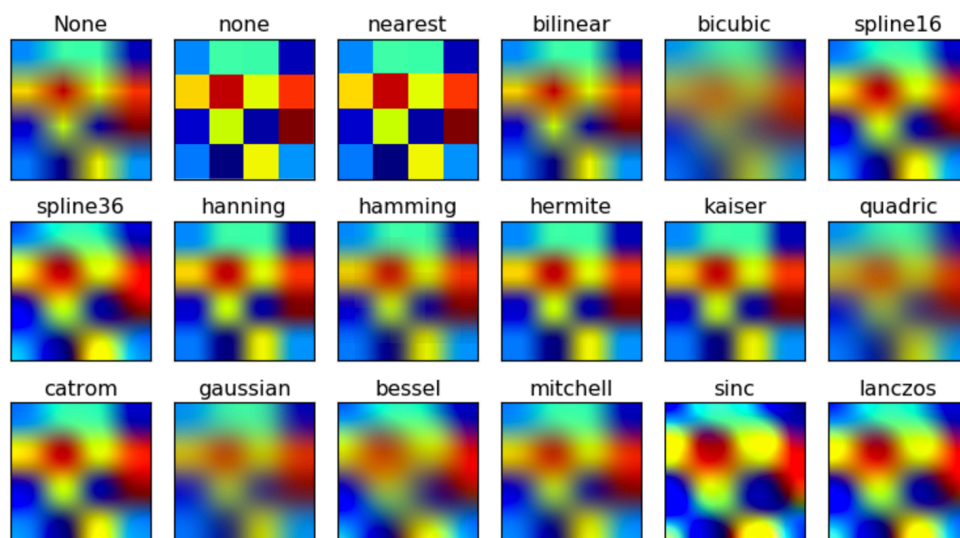 None none nearest bilinear bicubic spline16
spline36 hanning hamming hermite kaiser quadric
catrom gaussian bessel mitchell sinc lanczos